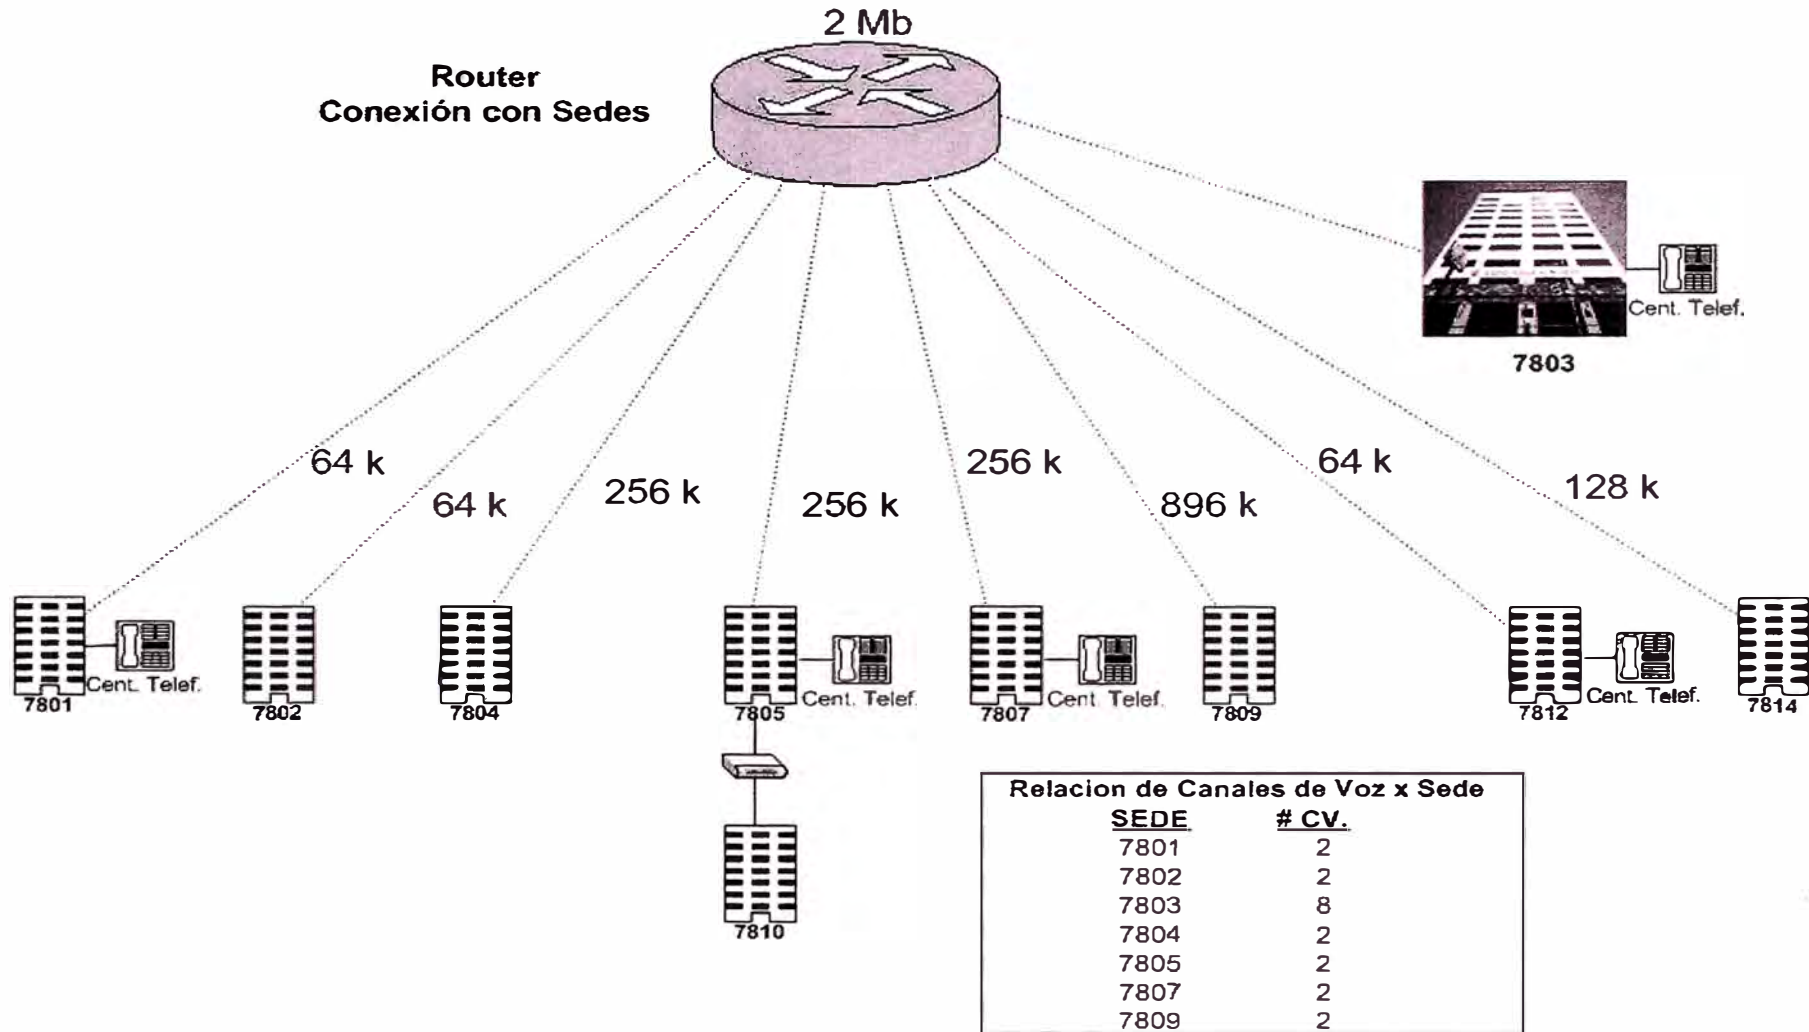 2 Mb
Router
Conexión con Sedes
Cent. Telef.
7803
64 k
64 k
256 k
256 k
256 k
896 k
64 k
128 k
Cent. Telef.
7801
7802
7804
Cent. Telef.
7805
Cent. Telef.
7807
7809
Cent. Telef.
7812
7814
7810
Relacion de Canales de Voz x Sede
SEDE # CV.
7801 2
7802 2
7803 8
7804 2
7805 2
7807 2
7809 2